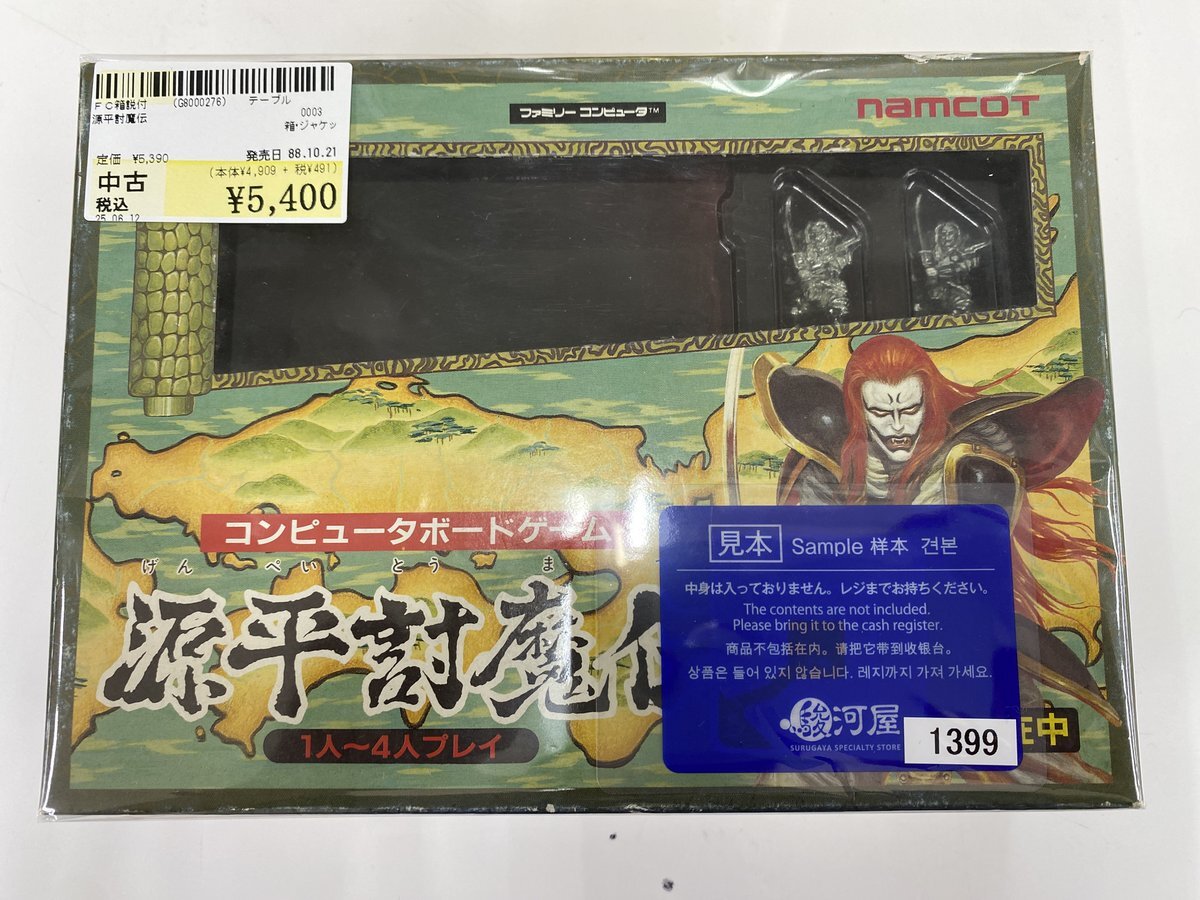 FC箱説付 (G8000276) テーブル
源平討魔伝 0003
箱・ジャケッ
定価 ¥5,390 発売日 88.10.21
(本体¥4,909 + 税¥491)
中古
税込 ¥5,400
25.06.12
ファミリーコンピュータ™
namcot
コンピュータボードゲーム
げん ぺい とう ま
源平討魔
1人～4人プレイ
見本 Sample 样本 견본
中身は入っておりません。レジまでお持ちください。
The contents are not included.
Please bring it to the cash register.
商品不包括在内。请把它带到收银台。
상품은 들어 있지 않습니다. 레지까지 가져 가세요.
駿河屋
SURUGAYA SPECIALTY STORE
1399
在中